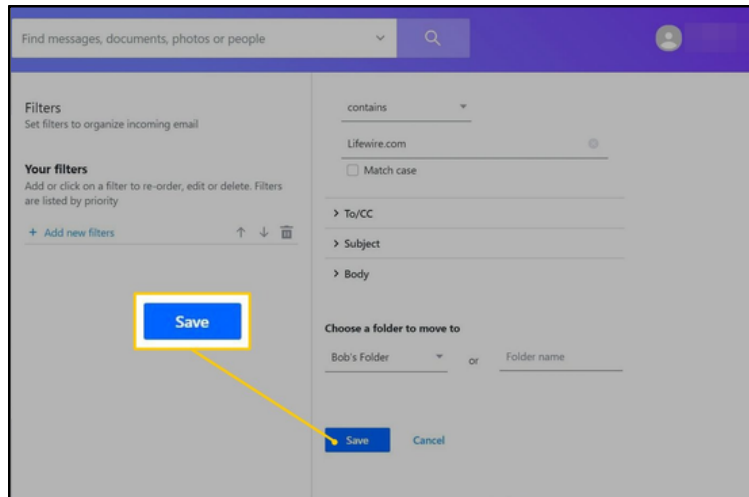 Find messages, documents, photos or people
Filters
Set filters to organize incoming email
Your filters
Add or click on a filter to re-order, edit or delete. Filters
are listed by priority
+ Add new filters
Save
contains
Lifewire.com
Match case
> To/CC
> Subject
> Body
Choose a folder to move to
Bob's Folder or Folder name
Save Cancel